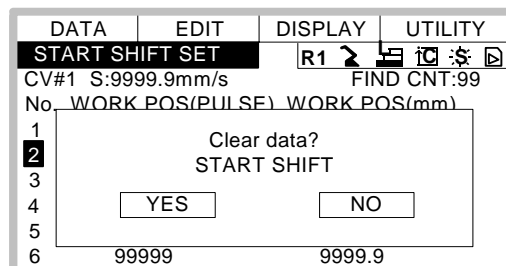 DATA EDIT DISPLAY UTILITY
START SHIFT SET R1 C S
CV#1 S:9999.9mm/s FIND CNT:99
No. WORK POS(PULSE) WORK POS(mm)
1
Clear data?
2
START SHIFT
3
4 YES NO
5
6 99999 9999.9